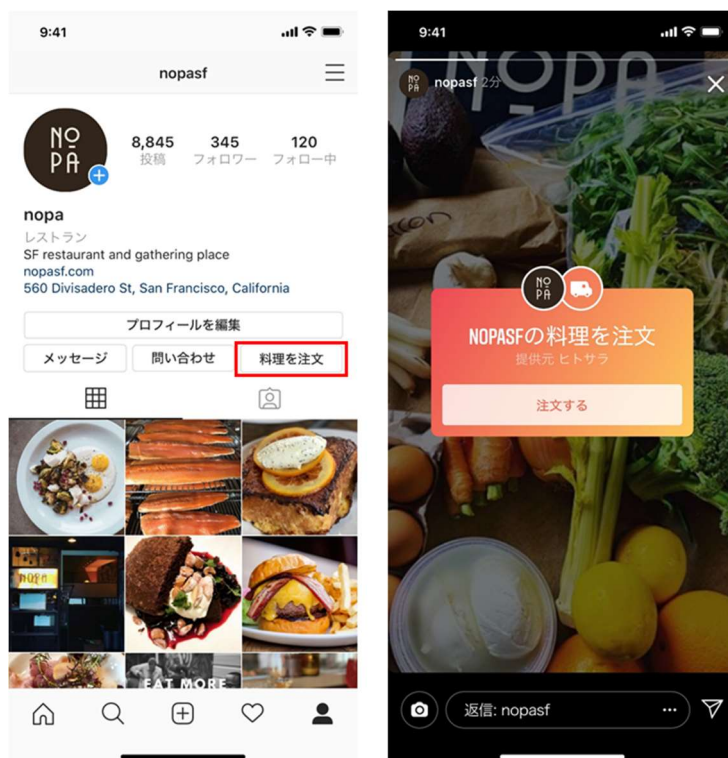 9:41
nopasf
NOPA
8,845 345 120
投稿 フォロワー フォロー中
nopa
レストラン
SF restaurant and gathering place
nopasf.com
560 Divisadero St, San Francisco, California
プロフィールを編集
メッセージ 問い合わせ 料理を注文
NOPA
EAT MORE
9:41
NOPA
NOPA
nopasf 2分
NOPA
NOPASFの料理を注文
提供元 ヒトサラ
注文する
返信: nopasf